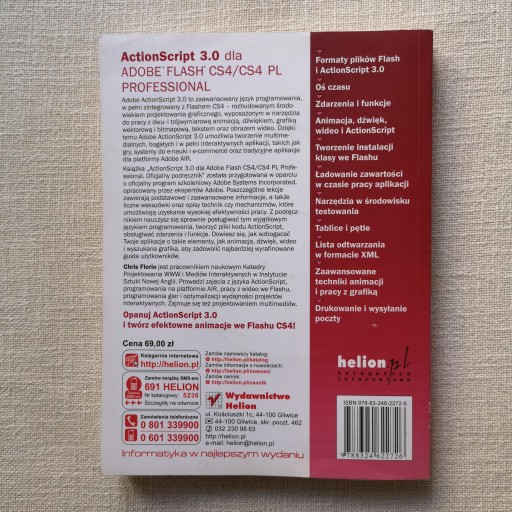 ActionScript 3.0 dla
ADOBE® FLASH® CS4/CS4 PL
PROFESSIONAL
Adobe ActionScript 3.0 to zaawansowany język programowania,
w pełni zintegrowany z Flashem CS4 – rozbudowanym środo-
wiskiem projektowania graficznego, wyposażonym w narzędzia
do pracy z dwu- i trójwymiarową animacją, dźwiękiem, grafiką
wektorową i bitmapową, tekstem oraz obrazem wideo. Dzięki
temu Adobe ActionScript 3.0 umożliwia tworzenie multime-
dialnych, bogatych i w pełni interaktywnych aplikacji, takich jak
gry, systemy do e-nauki i e-commerce oraz tradycyjne aplikacje
dla platformy Adobe AIR.
Książka „ActionScript 3.0 dla Adobe Flash CS4/CS4 PL Profe-
ssional. Oficjalny podręcznik” została przygotowana w oparciu
o oficjalny program szkoleniowy Adobe Systems Incorporated,
opracowany przez ekspertów Adobe. Poszczególne lekcje
zawierają podstawowe i zaawansowane informacje, a także
liczne wskazówki oraz opisy technik czy mechanizmów, które
umożliwiają uzyskanie wysokiej efektywności pracy. Z podręcz-
nikiem nauczysz się sprawnie posługiwać tym wyjątkowym
językiem programowania, tworzyć pliki kodu ActionScript,
obsługiwać zdarzenia i funkcje. Dowiesz się, jak wzbogacać
Twoje aplikacje o takie elementy, jak animacja, dźwięk, wideo
i wyszukana grafika, aby zadowolić najbardziej wyrafinowane
gusta użytkowników.
Chris Florio jest pracownikiem naukowym Katedry
Projektowania WWW i Mediów Interaktywnych w Instytucie
Sztuki Nowej Anglii. Prowadzi zajęcia z języka ActionScript,
programowania na platformie AIR, pracy z wideo we Flashu,
programowania gier i optymalizacji wydajności projektów
interaktywnych. Zajmuje się też projektowaniem multimediów.
Opanuj ActionScript 3.0
i twórz efektowne animacje we Flashu CS4!
Cena 69,00 zł
Księgarnia internetowa
http://helion.pl
Zamów książkę SMS-em
691 HELION
Nr katalogowy: 5236
Szczegóły na odwrocie
Zamówienia telefoniczne
0 801 339900
0 601 339900
Zamów najnowszy katalog:
http://helion.pl/katalog
Zamów informacje o nowościach:
http://helion.pl/nowosci
Zamów cennik:
http://helion.pl/cennik
Wydawnictwo
Helion
ul. Kościuszki 1c, 44-100 Gliwice
44-100 Gliwice, skr. poczt. 462
032 230 98 63
http://helion.pl
e-mail: helion@helion.pl
Informatyka w najlepszym wydaniu
Formaty plików Flash
i ActionScript 3.0
Oś czasu
Zdarzenia i funkcje
Animacja, dźwięk,
wideo i ActionScript
Tworzenie instalacji
klasy we Flashu
Ładowanie zawartości
w czasie pracy aplikacji
Narzędzia w środowisku
testowania
Tablice i pętle
Lista odtwarzania
w formacie XML
Zaawansowane
techniki animacji
i pracy z grafiką
Drukowanie i wysyłanie
poczty
helion.pl
księgarnia
internetowa
ISBN 978-83-246-2272-6
9788324622726